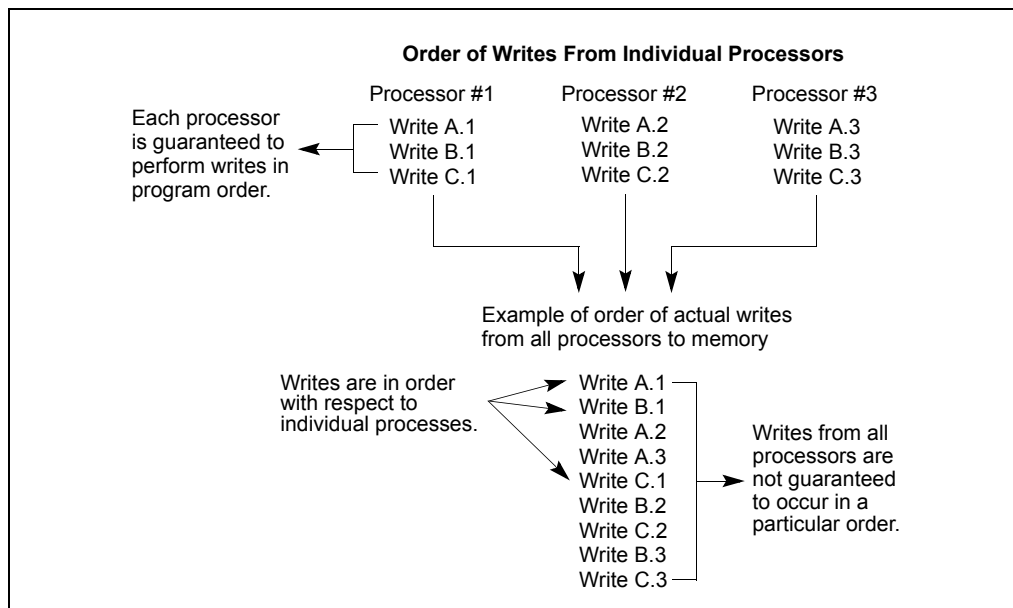 Order of Writes From Individual Processors
Processor #1
Processor #2
Processor #3
Each processor
is guaranteed to
perform writes in
program order.
Write A.1
Write B.1
Write C.1
Write A.2
Write B.2
Write C.2
Write A.3
Write B.3
Write C.3
Example of order of actual writes
from all processors to memory
Writes are in order
with respect to
individual processes.
Write A.1
Write B.1
Write A.2
Write A.3
Write C.1
Write B.2
Write C.2
Write B.3
Write C.3
Writes from all
processors are
not guaranteed
to occur in a
particular order.